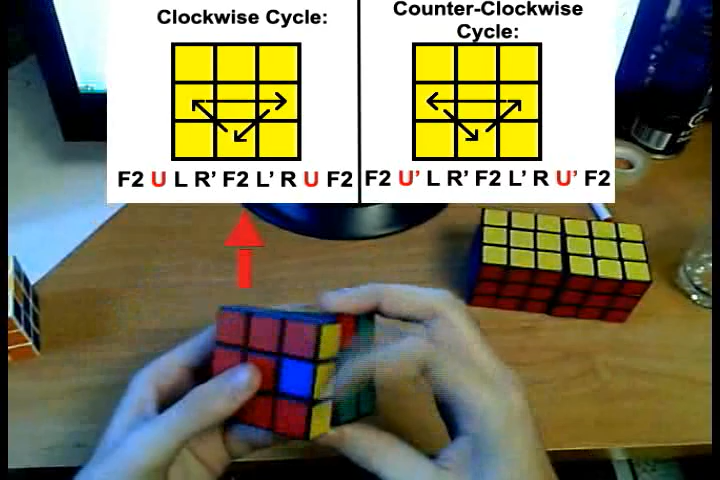 Clockwise Cycle:
F2 U L R’ F2 L’ R U F2
Counter-Clockwise
Cycle:
F2 U’ L R’ F2 L’ R U’ F2